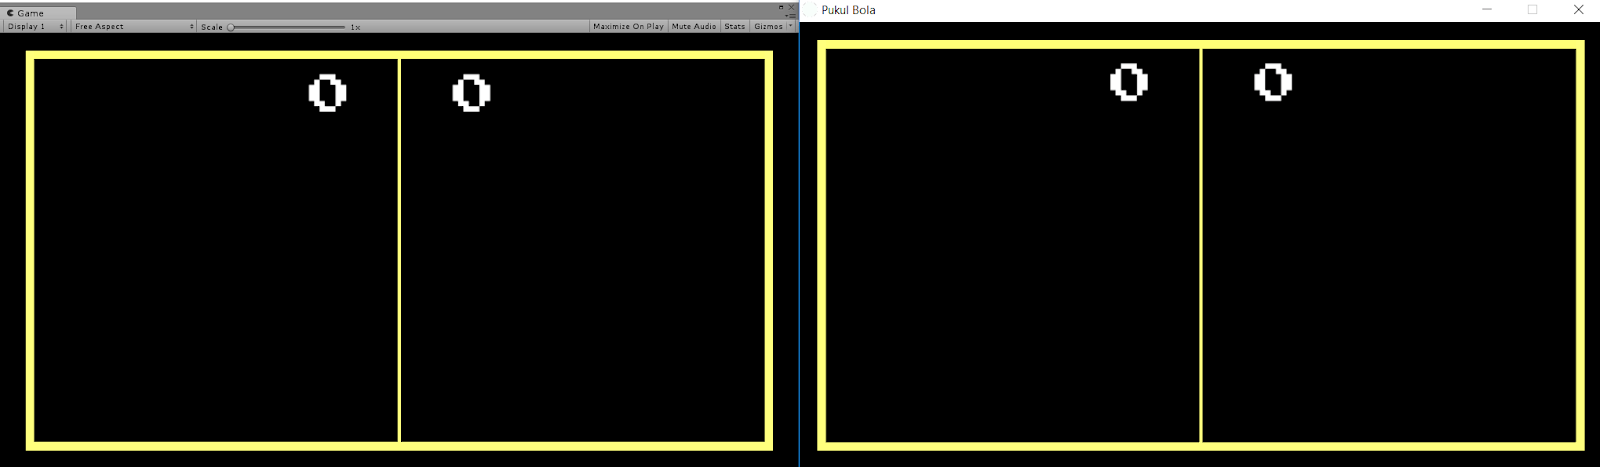 Game
Display 1 Free Aspect Scale 1x Maximize On Play Mute Audio Stats Gizmos
0 0
Pukul Bola
0 0